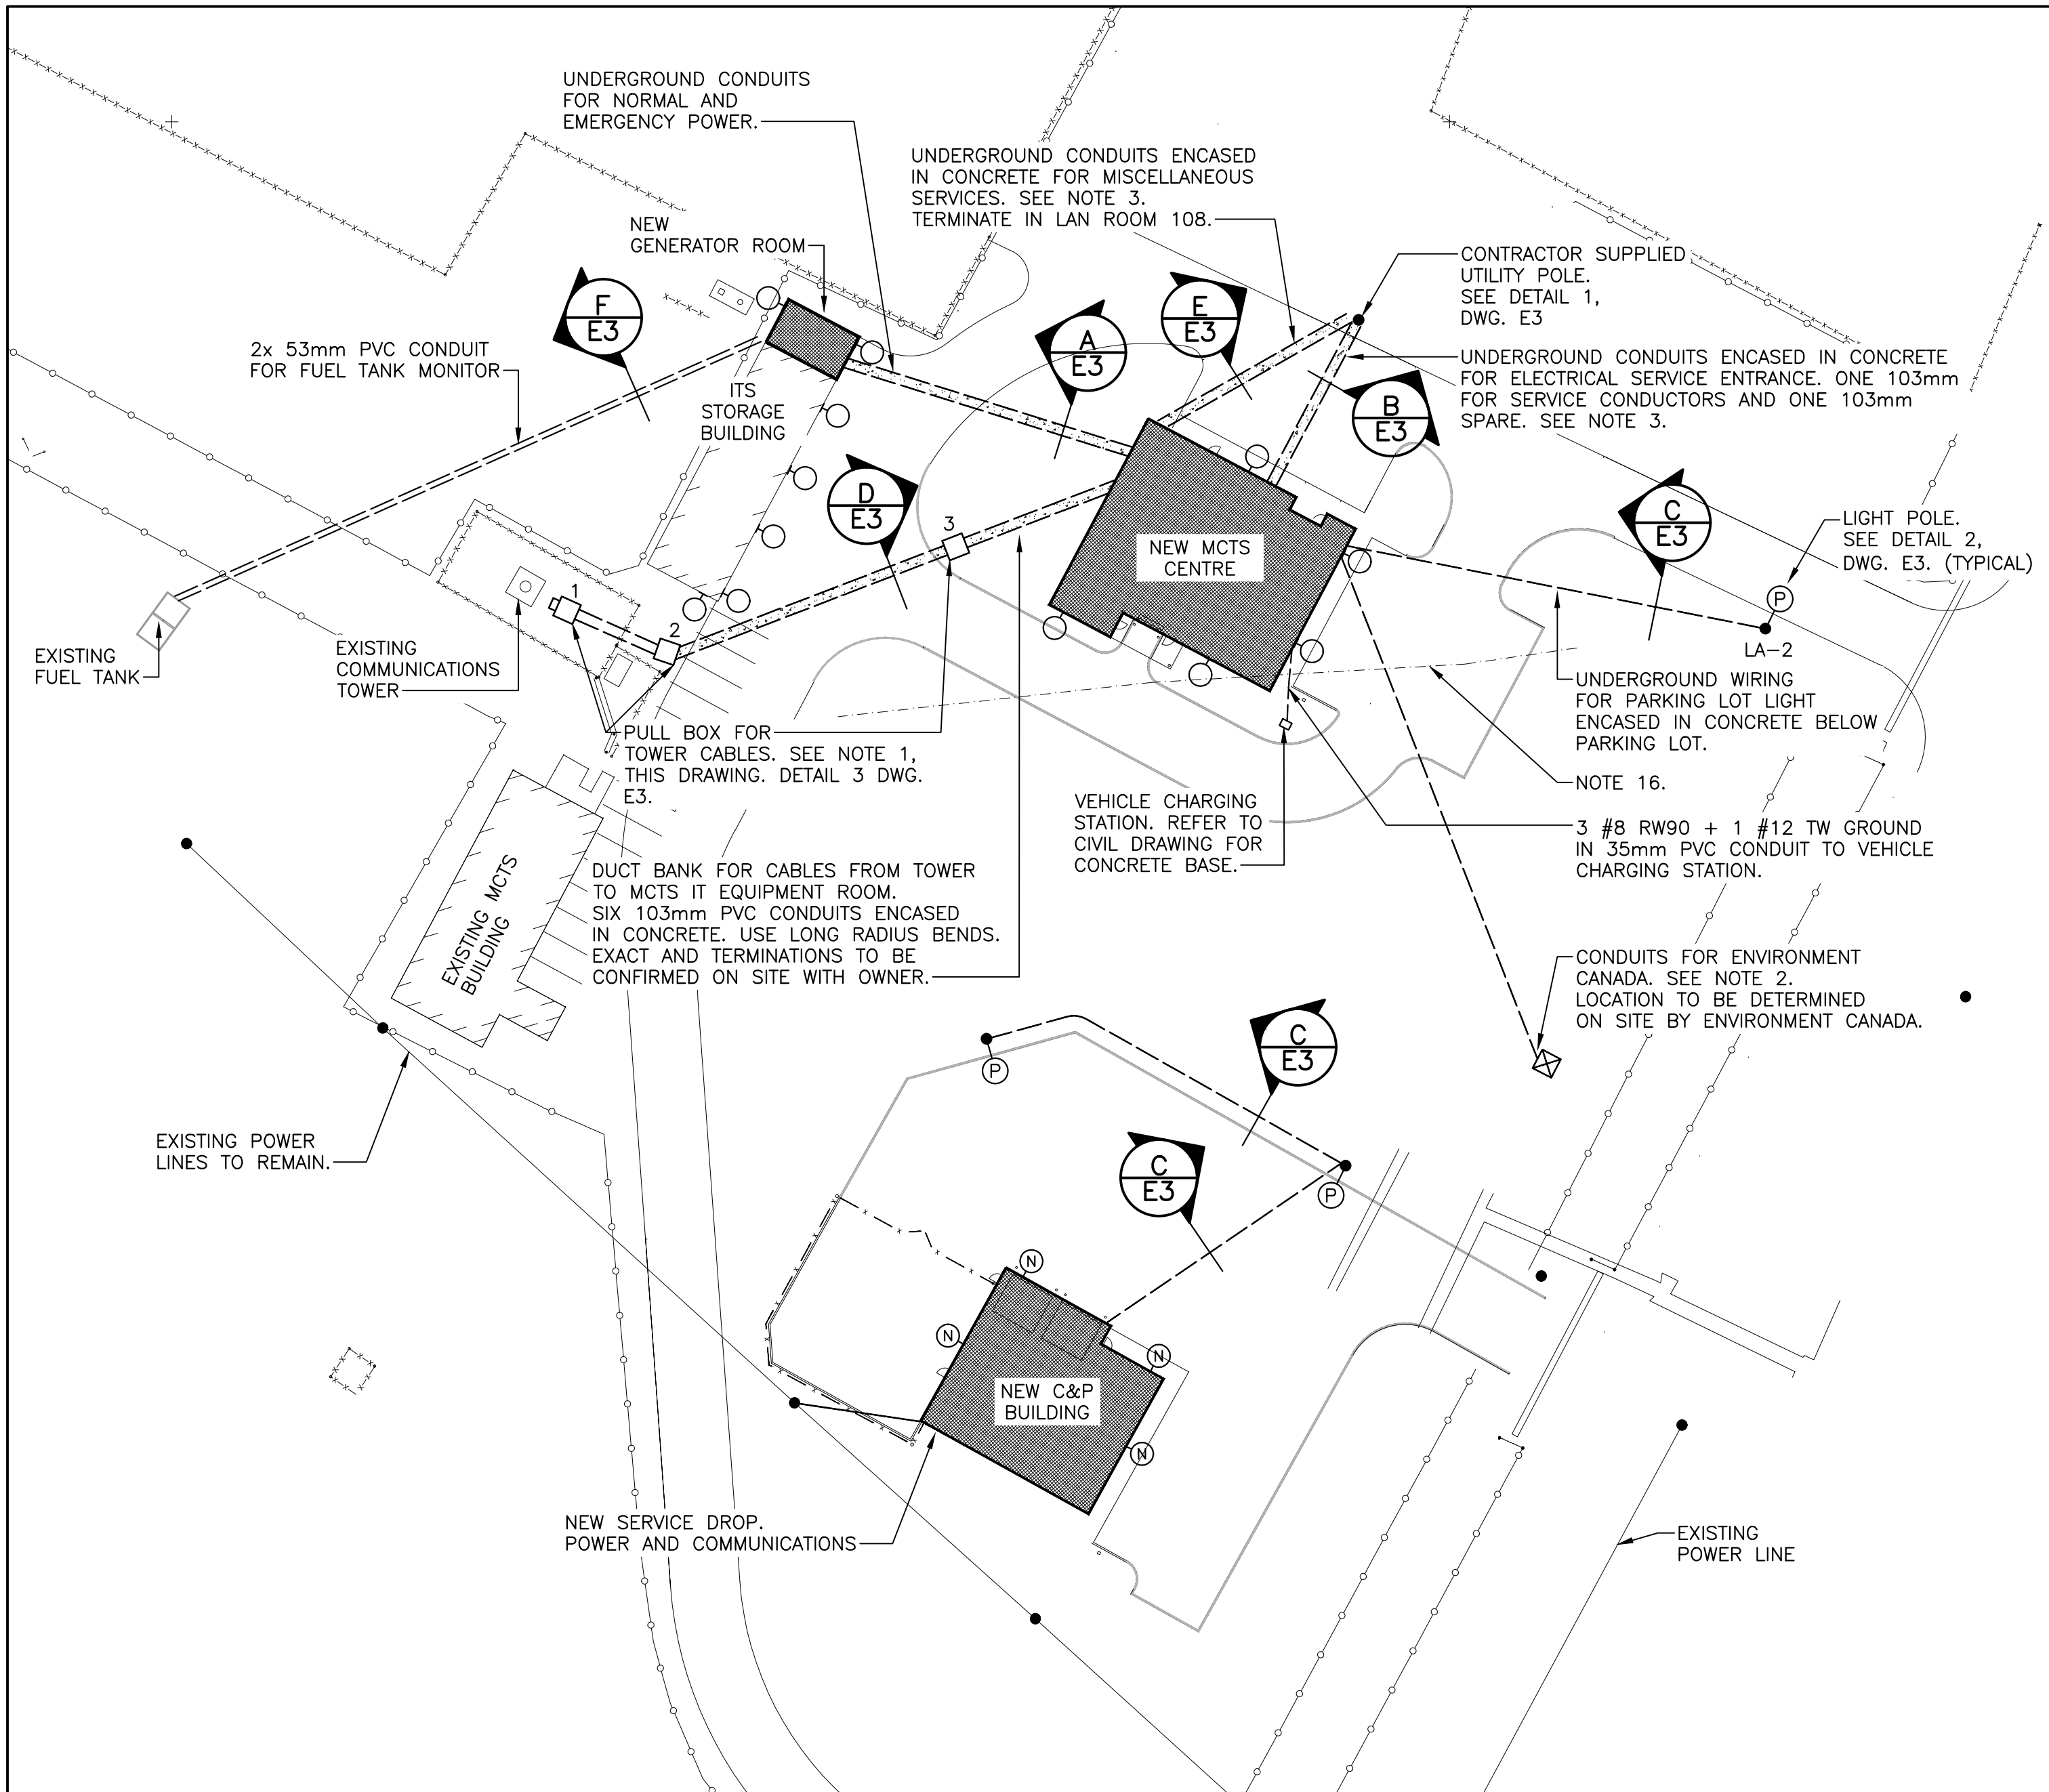 UNDERGROUND CONDUITS
FOR NORMAL AND
EMERGENCY POWER.
UNDERGROUND CONDUITS ENCASED
IN CONCRETE FOR MISCELLANEOUS
SERVICES. SEE NOTE 3.
TERMINATE IN LAN ROOM 108.
NEW
GENERATOR ROOM
CONTRACTOR SUPPLIED
UTILITY POLE.
SEE DETAIL 1,
DWG. E3
F
E3
E
E3
A
E3
2x 53mm PVC CONDUIT
FOR FUEL TANK MONITOR
UNDERGROUND CONDUITS ENCASED IN CONCRETE
FOR ELECTRICAL SERVICE ENTRANCE. ONE 103mm
FOR SERVICE CONDUCTORS AND ONE 103mm
SPARE. SEE NOTE 3.
B
E3
ITS
STORAGE
BUILDING
D
E3
C
E3
3
LIGHT POLE.
SEE DETAIL 2,
DWG. E3. (TYPICAL)
NEW MCTS
CENTRE
P
LA-2
1
2
EXISTING
FUEL TANK
EXISTING
COMMUNICATIONS
TOWER
UNDERGROUND WIRING
FOR PARKING LOT LIGHT
ENCASED IN CONCRETE BELOW
PARKING LOT.
PULL BOX FOR
TOWER CABLES. SEE NOTE 1,
THIS DRAWING. DETAIL 3 DWG.
E3.
NOTE 16.
VEHICLE CHARGING
STATION. REFER TO
CIVIL DRAWING FOR
CONCRETE BASE.
3 #8 RW90 + 1 #12 TW GROUND
IN 35mm PVC CONDUIT TO VEHICLE
CHARGING STATION.
EXISTING MCTS
BUILDING
DUCT BANK FOR CABLES FROM TOWER
TO MCTS IT EQUIPMENT ROOM.
SIX 103mm PVC CONDUITS ENCASED
IN CONCRETE. USE LONG RADIUS BENDS.
EXACT AND TERMINATIONS TO BE
CONFIRMED ON SITE WITH OWNER.
CONDUITS FOR ENVIRONMENT
CANADA. SEE NOTE 2.
LOCATION TO BE DETERMINED
ON SITE BY ENVIRONMENT CANADA.
C
E3
P
EXISTING POWER
LINES TO REMAIN.
C
E3
P
N
N
N
NEW C&P
BUILDING
N
NEW SERVICE DROP.
POWER AND COMMUNICATIONS
EXISTING
POWER LINE